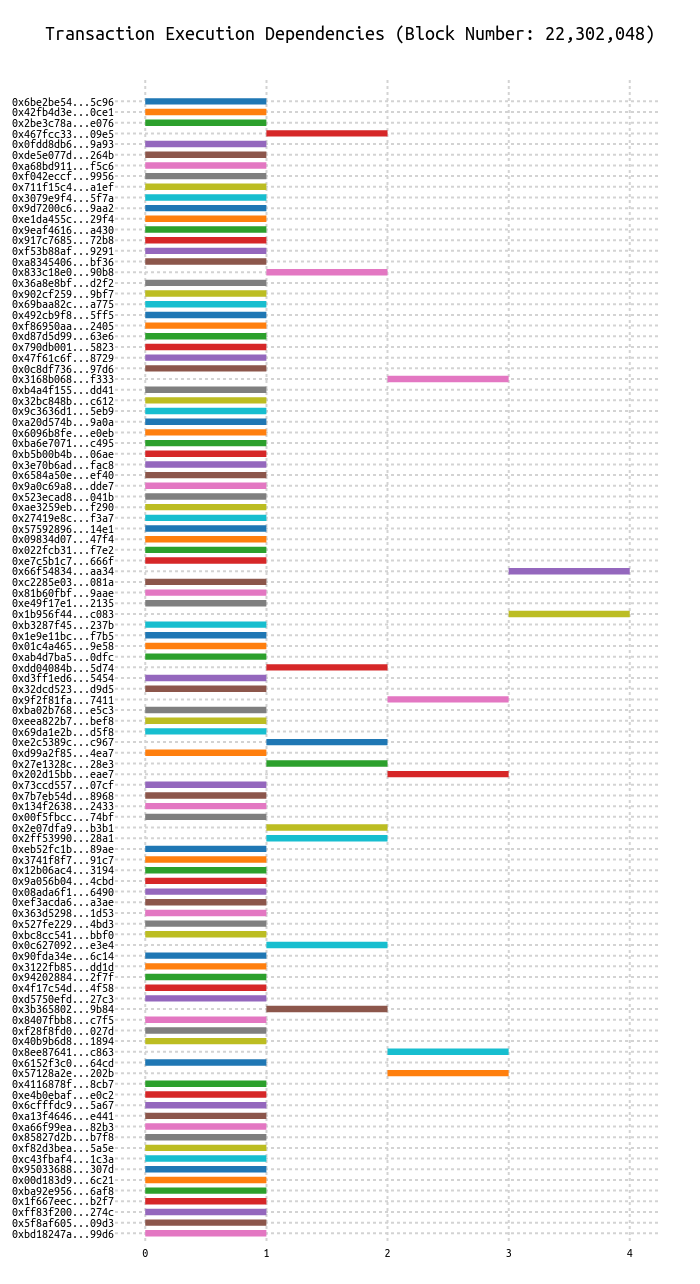 Transaction Execution Dependencies (Block Number: 22,302,048)
0x6be2be54...5c96
0x42fb4d3e...0ce1
0x2be3c78a...e076
0x467fcc33...09e5
0x0fdd8db6...9a93
0xde5e077d...264b
0xa68bd911...f5c6
0xf042eccf...9956
0x711f15c4...a1ef
0x3079e9f4...5f7a
0x9d7200c6...9aa2
0xe1da455c...29f4
0x9eaf4616...a430
0x917c7685...72b8
0xf53b88af...9291
0xa8345406...bf36
0x833c18e0...90b8
0x36a8e8bf...d2f2
0x902cf259...9bf7
0x69baa82c...a775
0x492cb9f8...5ff5
0xf86950aa...2405
0xd87d5d99...63e6
0x790db001...5823
0x47f61c6f...8729
0x0c8df736...97d6
0x3168b068...f333
0xb4a4f155...dd41
0x32bc848b...c612
0x9c3636d1...5eb9
0xa20d574b...9a0a
0x6096b8fe...e0eb
0xba6e7071...c495
0xb5b00b4b...06ae
0x3e70b6ad...fac8
0x6584a50e...ef40
0x9a0c69a8...dde7
0x523ecad8...041b
0xae3259eb...f290
0x27419e8c...f3a7
0x57592896...14e1
0x09834d07...47f4
0x022fcb31...f7e2
0xe7c5b1c7...666f
0x66f54834...aa34
0xc2285e03...081a
0x81b60fbf...9aae
0xe49f17e1...2135
0x1b956f44...c083
0xb3287f45...237b
0x1e9e11bc...f7b5
0x01c4a465...9e58
0xab4d7ba5...0dfc
0xdd04084b...5d74
0xd3ff1ed6...5454
0x32dcd523...d9d5
0x9f2f81fa...7411
0xba02b768...e5c3
0xeea822b7...bef8
0x69da1e2b...d5f8
0xe2c5389c...c967
0xd99a2f85...4ea7
0x27e1328c...28e3
0x202d15bb...eae7
0x73ccd557...07cf
0x7b7eb54d...8968
0x134f2638...2433
0x00f5fbcc...74bf
0x2e07dfa9...b3b1
0x2ff53990...28a1
0xeb52fc1b...89ae
0x3741f8f7...91c7
0x12b06ac4...3194
0x9a056b04...4cbd
0x08ada6f1...6490
0xef3acda6...a3ae
0x363d5298...1d53
0x527fe229...4bd3
0xbc8cc541...bbf0
0x0c627092...e3e4
0x90fda34e...6c14
0x3122fb85...dd1d
0x94202884...2f7f
0x4f17c54d...4f58
0xd5750efd...27c3
0x3b365802...9b84
0x8407fbb8...c7f5
0xf28f8fd0...027d
0x40b9b6d8...1894
0x8ee87641...c863
0x6152f3c0...64cd
0x57128a2e...202b
0x4116878f...8cb7
0xe4b0ebaf...e0c2
0x6cfffdc9...5a67
0xa13f4646...e441
0xa66f99ea...82b3
0x85827d2b...b7f8
0xf82d3bea...5a5e
0xc43fbaf4...1c3a
0x95033688...307d
0x00d183d9...6c21
0xba92e956...6af8
0x1f667eec...b2f7
0xff83f200...274c
0x5f8af605...09d3
0xbd18247a...99d6
0 1 2 3 4